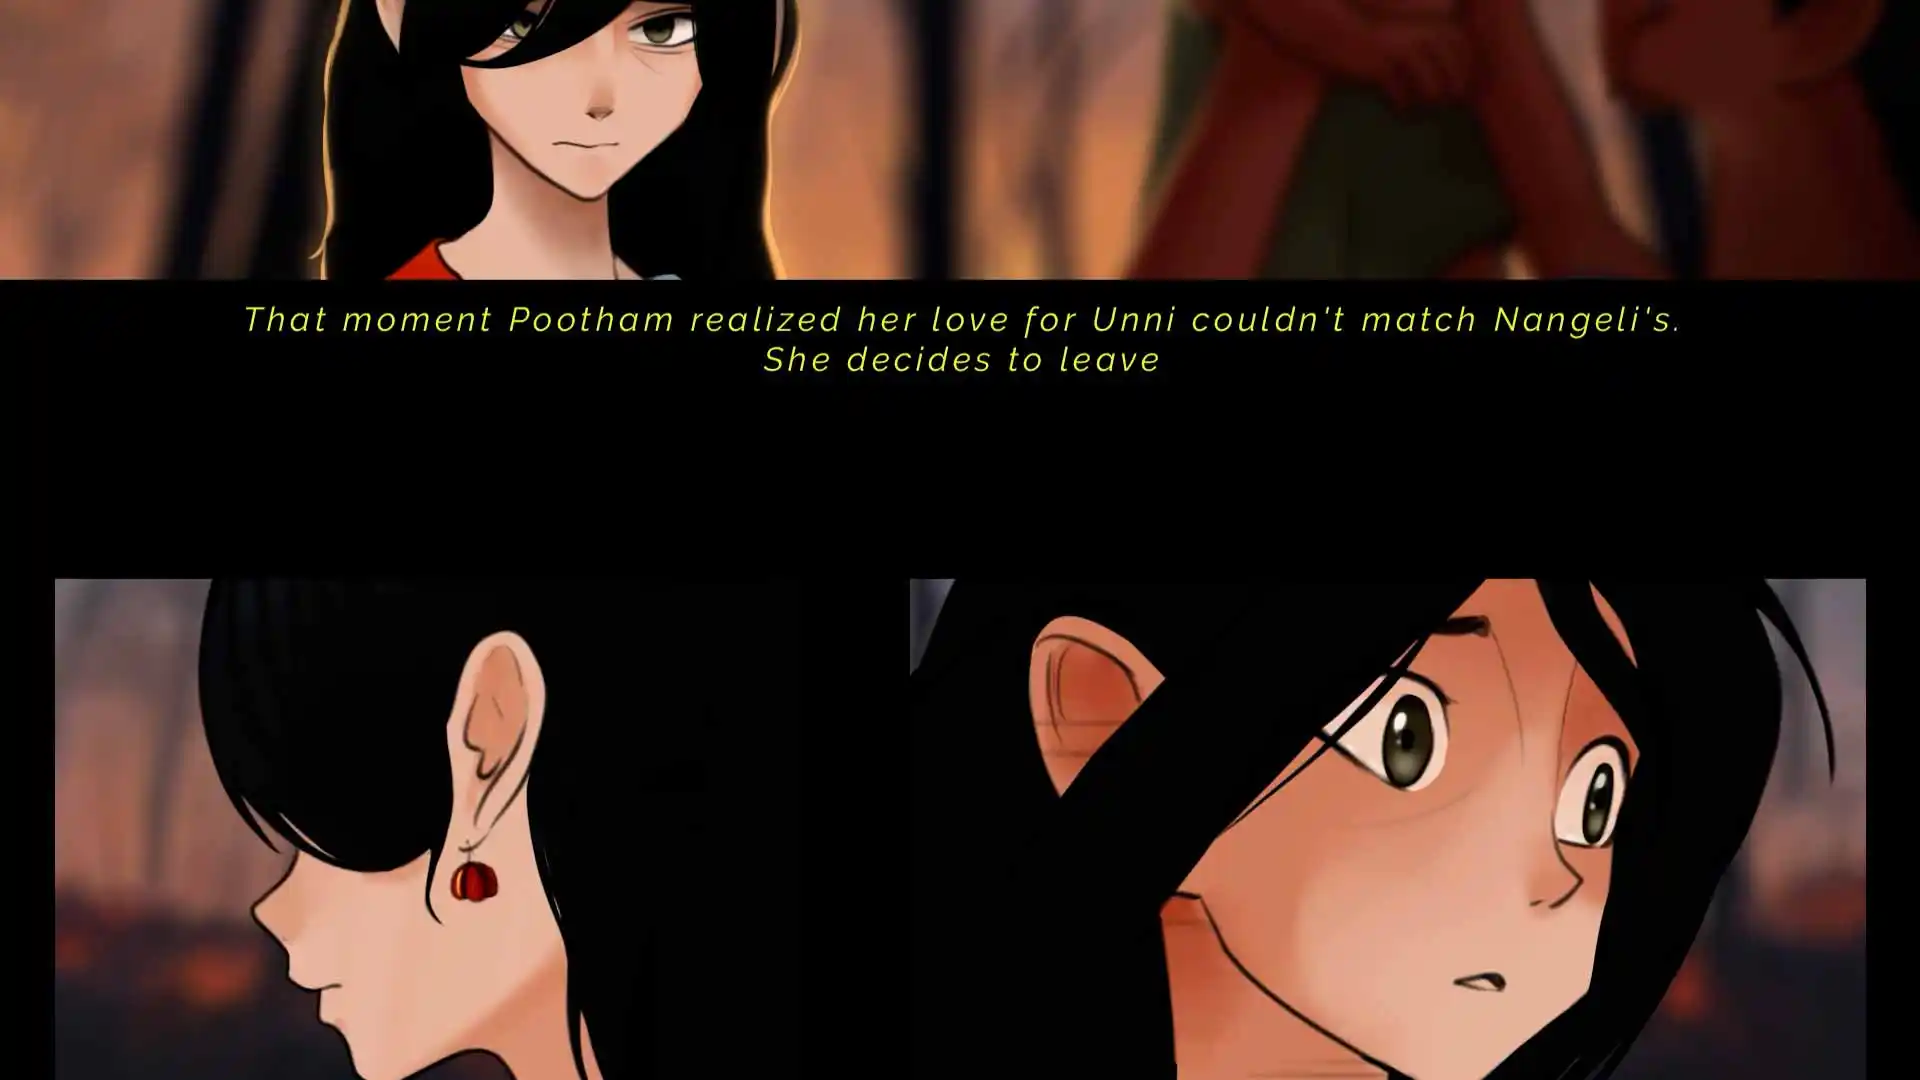 That moment Pootham realized her love for Unni couldn't match Nangeli's.
She decides to leave